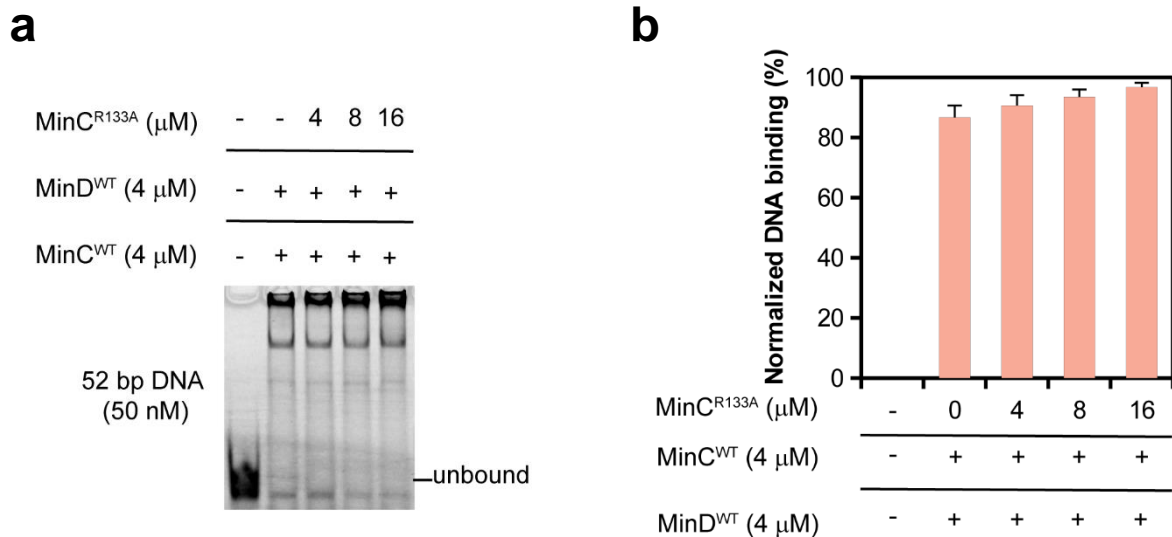 a
MinC^R133A (μM) - - 4 8 16
MinD^WT (4 μM) - + + + +
MinC^WT (4 μM) - + + + +
52 bp DNA
(50 nM)
unbound
b
Normalized DNA binding (%)
100
80
60
40
20
0
MinC^R133A (μM) - 0 4 8 16
MinC^WT (4 μM) - + + + +
MinD^WT (4 μM) - + + + +